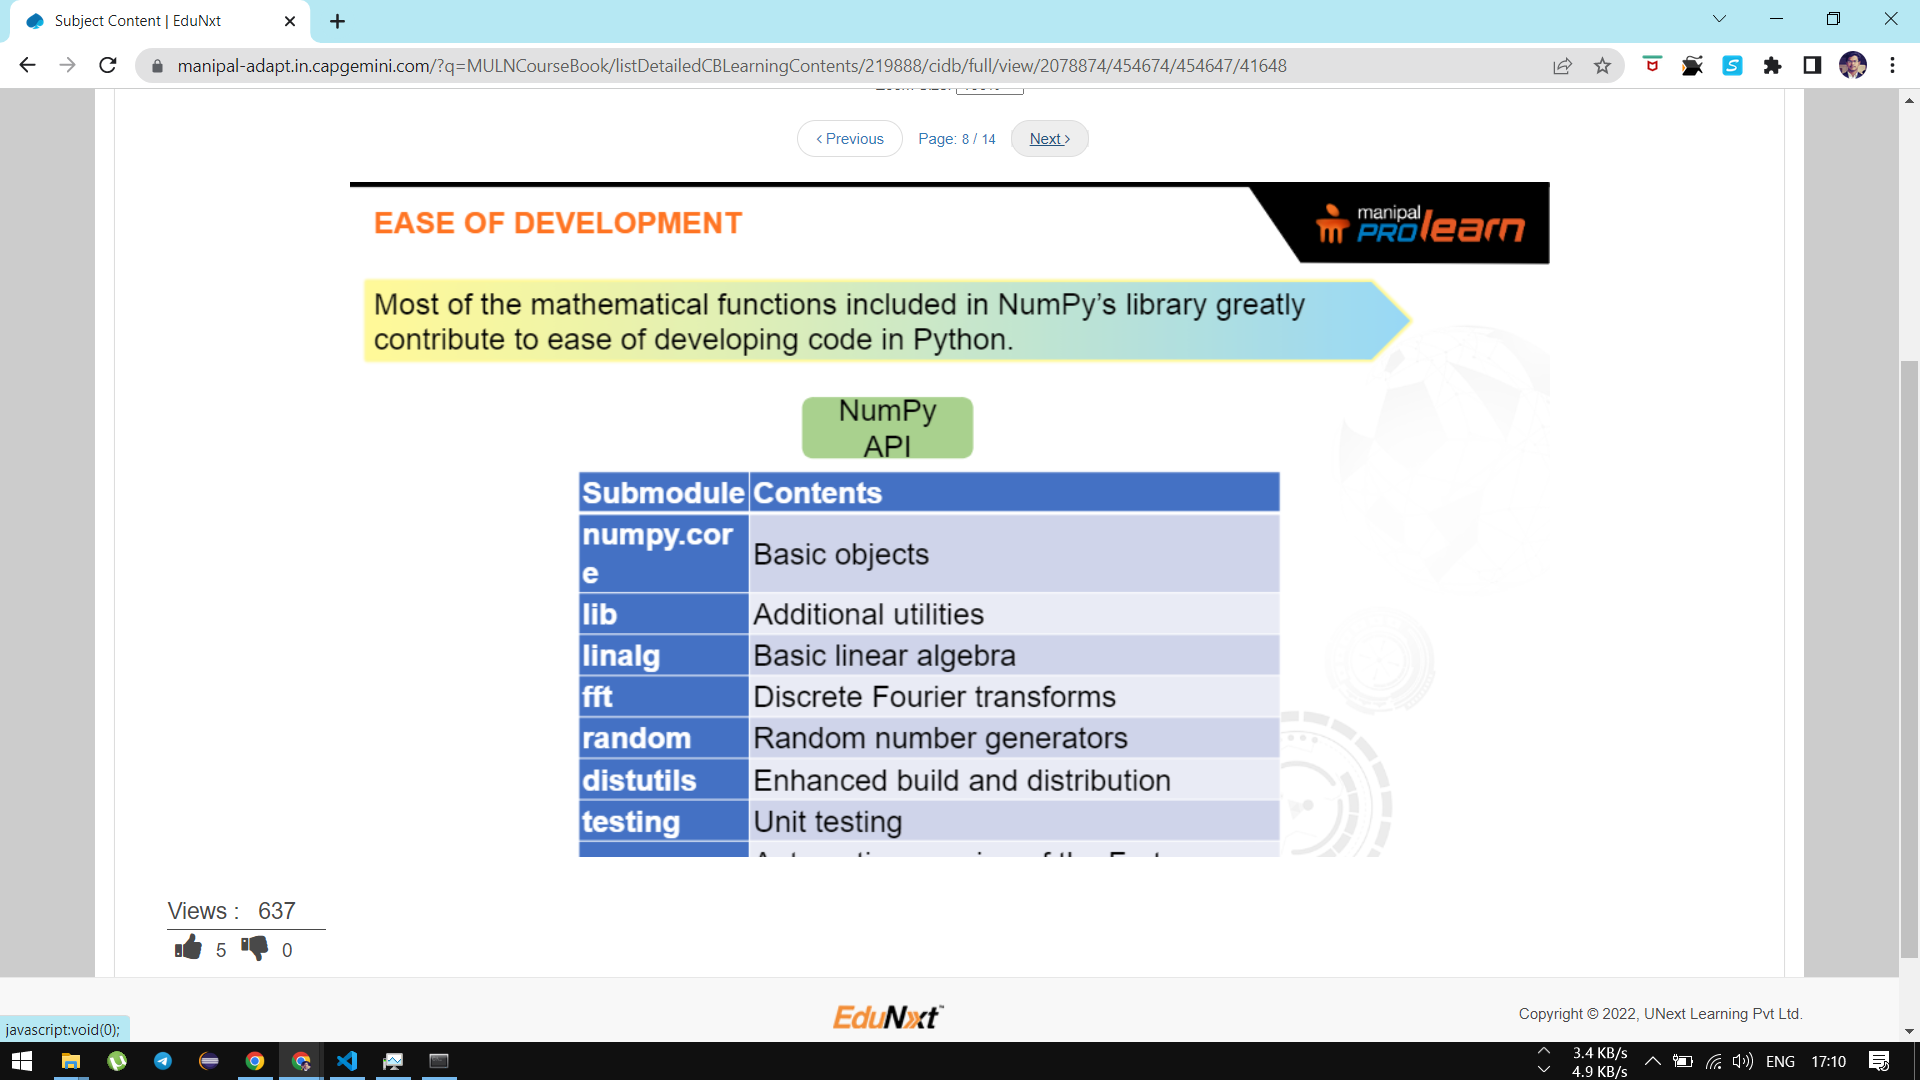 Subject Content | EduNxt
manipal-adapt.in.capgemini.com/?q=MULNCourseBook/listDetailedCBLearningContents/219888/cidb/full/view/2078874/454674/454647/41648
‹ Previous Page: 8 / 14 Next ›
EASE OF DEVELOPMENT
manipal
PROlearn
Most of the mathematical functions included in NumPy’s library greatly
contribute to ease of developing code in Python.
NumPy
API
Submodule Contents
numpy.cor
e
Basic objects
lib Additional utilities
linalg Basic linear algebra
fft Discrete Fourier transforms
random Random number generators
distutils Enhanced build and distribution
testing Unit testing
Views : 637
5 0
EduNxt™
Copyright © 2022, UNext Learning Pvt Ltd.
javascript:void(0);
3.4 KB/s
4.9 KB/s
ENG 17:10